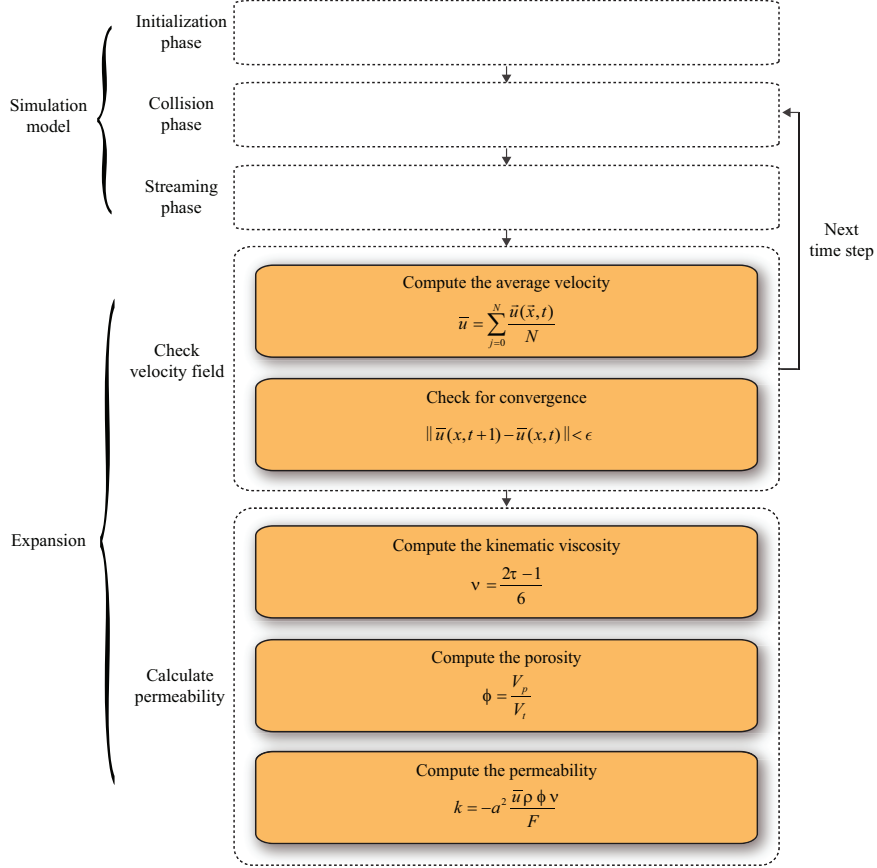 Initialization
phase
Simulation
model
Collision
phase
Streaming
phase
Next
time step
Compute the average velocity
u̅ = ∑_{j=0}^{N} u⃗(x⃗,t)/N
Check
velocity field
Check for convergence
‖u̅(x,t+1)−u̅(x,t)‖<ϵ
Expansion
Compute the kinematic viscosity
ν = (2τ−1)/6
Calculate
permeability
Compute the porosity
ϕ = V_p/V_t
Compute the permeability
k = −a² u̅ ρ ϕ ν/F